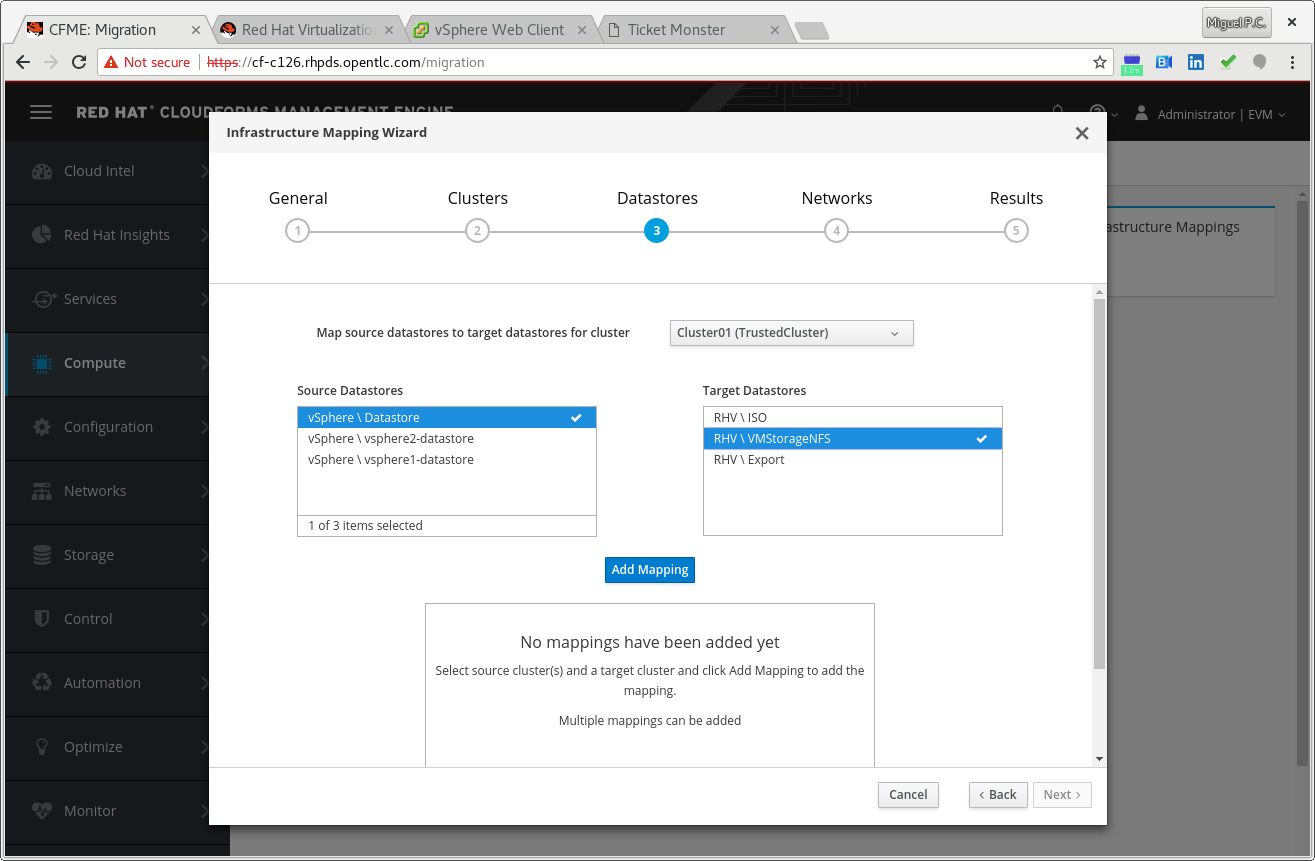 CFME: Migration
Red Hat Virtualizatio
vSphere Web Client
Ticket Monster
Miguel P.C.
Not secure
https://cf-c126.rhpds.opentlc.com/migration
RED HAT® CLOUDFORMS MANAGEMENT ENGINE
Administrator | EVM
Cloud Intel
Red Hat Insights
Services
Compute
Configuration
Networks
Storage
Control
Automation
Optimize
Monitor
astructure Mappings
Infrastructure Mapping Wizard
General
Clusters
Datastores
Networks
Results
1
2
3
4
5
Map source datastores to target datastores for cluster
Cluster01 (TrustedCluster)
Source Datastores
vSphere \ Datastore
vSphere \ vsphere2-datastore
vSphere \ vsphere1-datastore
1 of 3 items selected
Target Datastores
RHV \ ISO
RHV \ VMStorageNFS
RHV \ Export
Add Mapping
No mappings have been added yet
Select source cluster(s) and a target cluster and click Add Mapping to add the
mapping.
Multiple mappings can be added
Cancel
‹ Back
Next ›